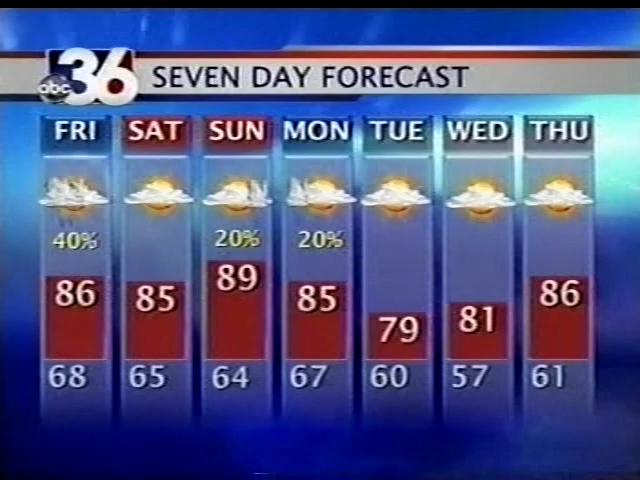 abc 36 SEVEN DAY FORECAST
FRI SAT SUN MON TUE WED THU
40% 20% 20%
86 85 89 85 79 81 86
68 65 64 67 60 57 61